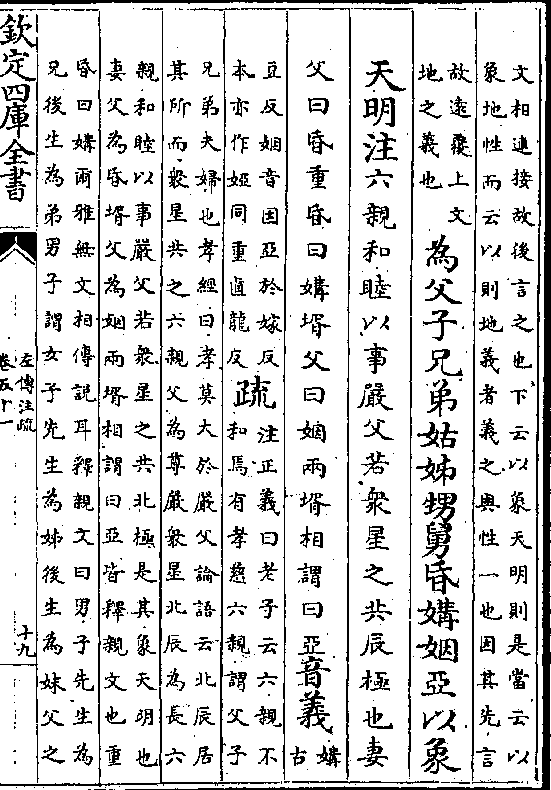 文相連接故後言之也下云以象天明則是當云以
象地性而云以則地義者義之與性一也因其先言
故遠覆上文
地之義也
為父子兄弟姑姊甥舅昏媾姻亞以象
天明注六親和睦以事嚴父若衆星之共辰極也妻
父曰昏重昏曰媾壻父曰姻兩壻相謂曰亞音義
媾
古
豆反姻音因亞於嫁反
本亦作婭同重直龍反
疏
注正義曰老子云六親不
和焉有孝慈六親謂父子
兄弟夫婦也孝經曰孝莫大於嚴父論語云北辰居
其所而衆星共之六親父為尊嚴衆星北辰為長六
親和睦以事嚴父若衆星之共北極是其象天明也
妻父為昏壻父為姻兩壻相謂曰亞皆釋親文也重
昏曰媾爾雅無文相傳説耳釋親文曰男子先生為
兄後生為弟男子謂女子先生為姊後生為妹父之
欽定四庫全書
左傳注疏
卷五十一
十九